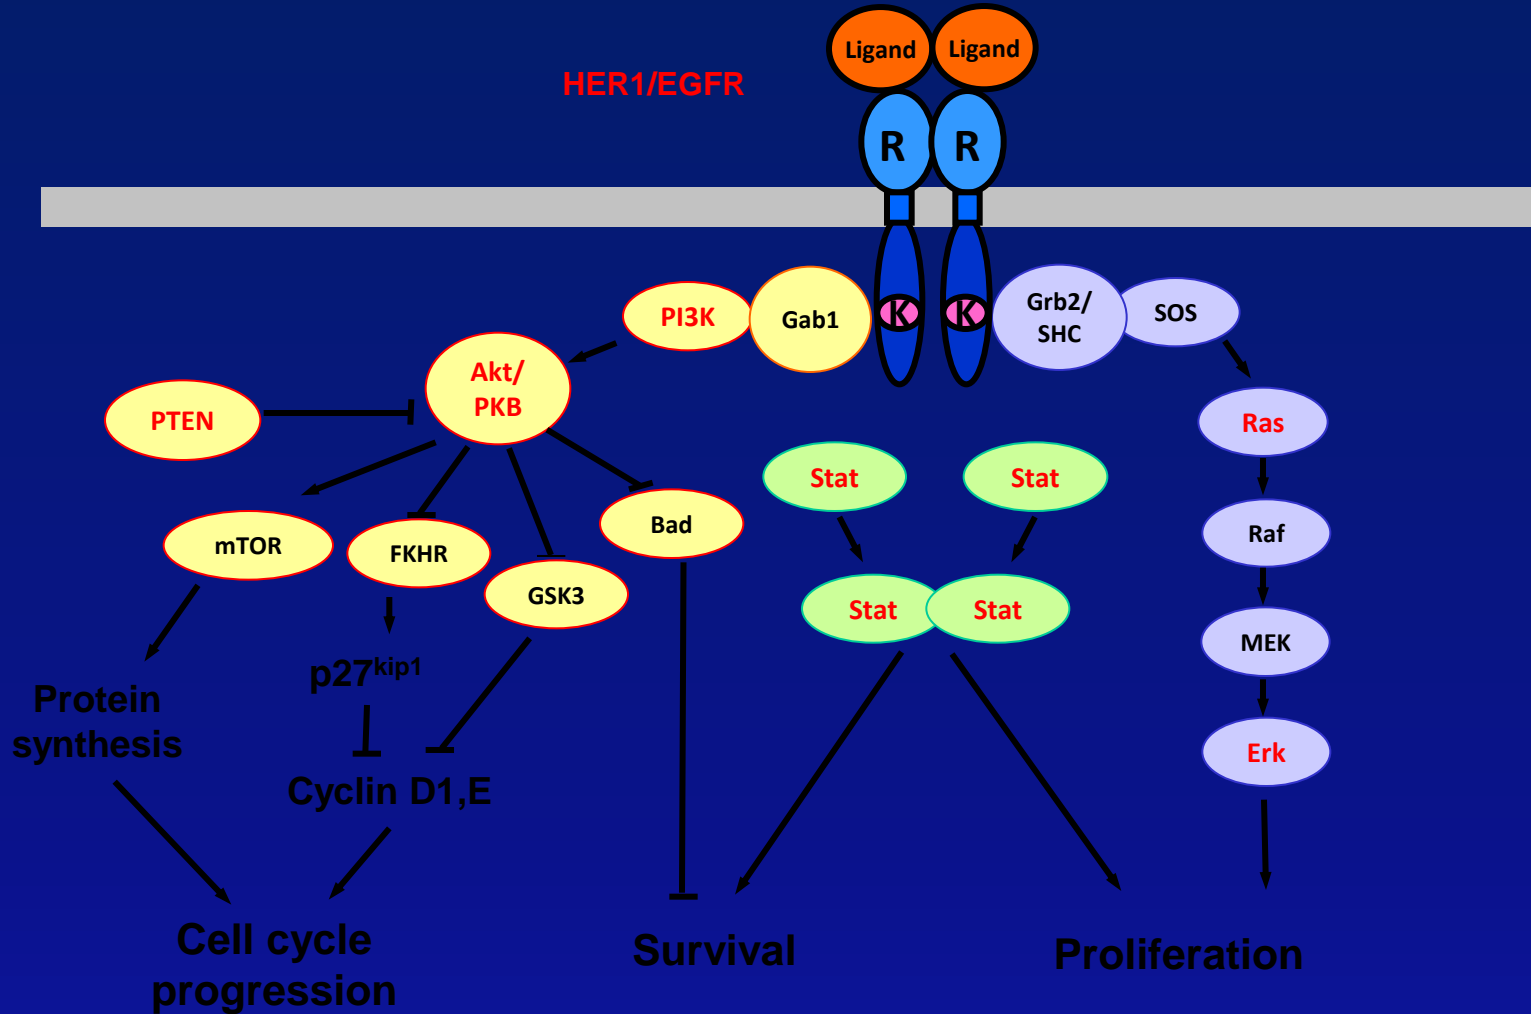 Ligand Ligand
HER1/EGFR
R R
PI3K Gab1 K K Grb2/
SHC SOS
Akt/
PKB
PTEN
Ras
Stat Stat
mTOR FKHR GSK3 Bad
Raf
Stat Stat
MEK
p27kip1
Protein
synthesis
Erk
Cyclin D1,E
Cell cycle
progression
Survival
Proliferation